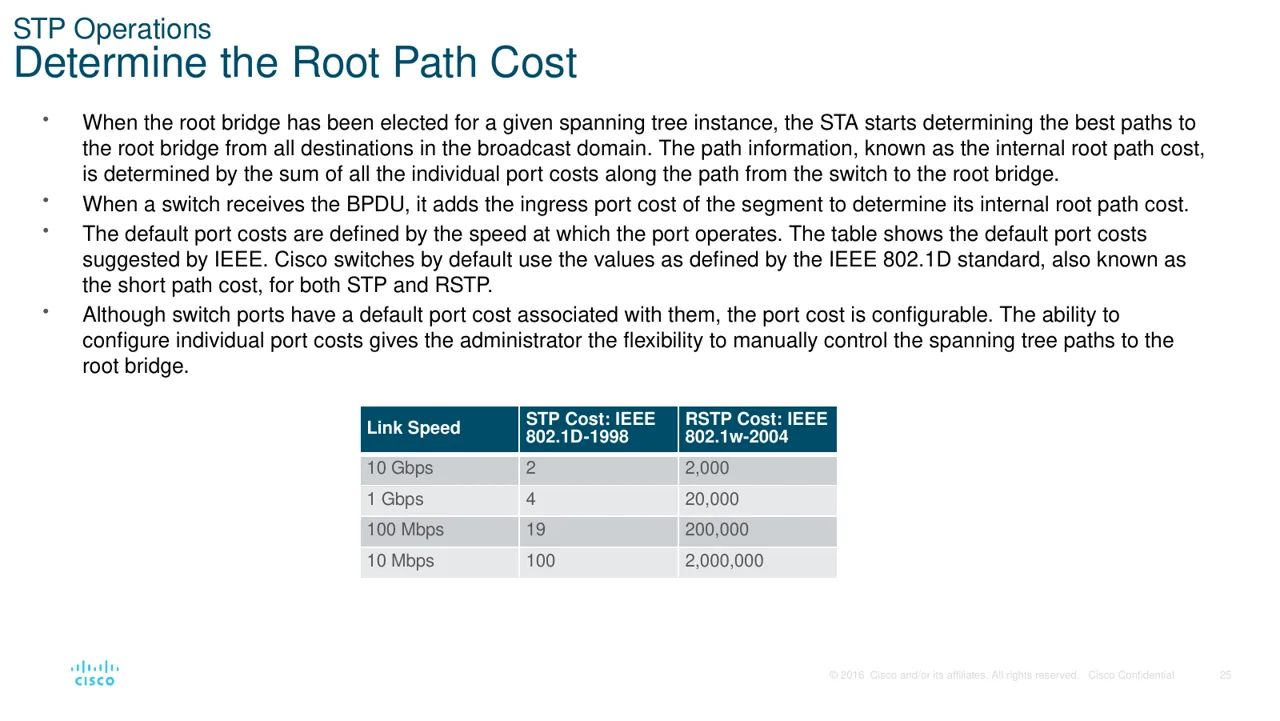 STP Operations
Determine the Root Path Cost
• When the root bridge has been elected for a given spanning tree instance, the STA starts determining the best paths to
the root bridge from all destinations in the broadcast domain. The path information, known as the internal root path cost,
is determined by the sum of all the individual port costs along the path from the switch to the root bridge.
• When a switch receives the BPDU, it adds the ingress port cost of the segment to determine its internal root path cost.
• The default port costs are defined by the speed at which the port operates. The table shows the default port costs
suggested by IEEE. Cisco switches by default use the values as defined by the IEEE 802.1D standard, also known as
the short path cost, for both STP and RSTP.
• Although switch ports have a default port cost associated with them, the port cost is configurable. The ability to
configure individual port costs gives the administrator the flexibility to manually control the spanning tree paths to the
root bridge.
Link Speed STP Cost: IEEE 802.1D-1998 RSTP Cost: IEEE 802.1w-2004
10 Gbps 2 2,000
1 Gbps 4 20,000
100 Mbps 19 200,000
10 Mbps 100 2,000,000
CISCO
© 2016 Cisco and/or its affiliates. All rights reserved. Cisco Confidential 25